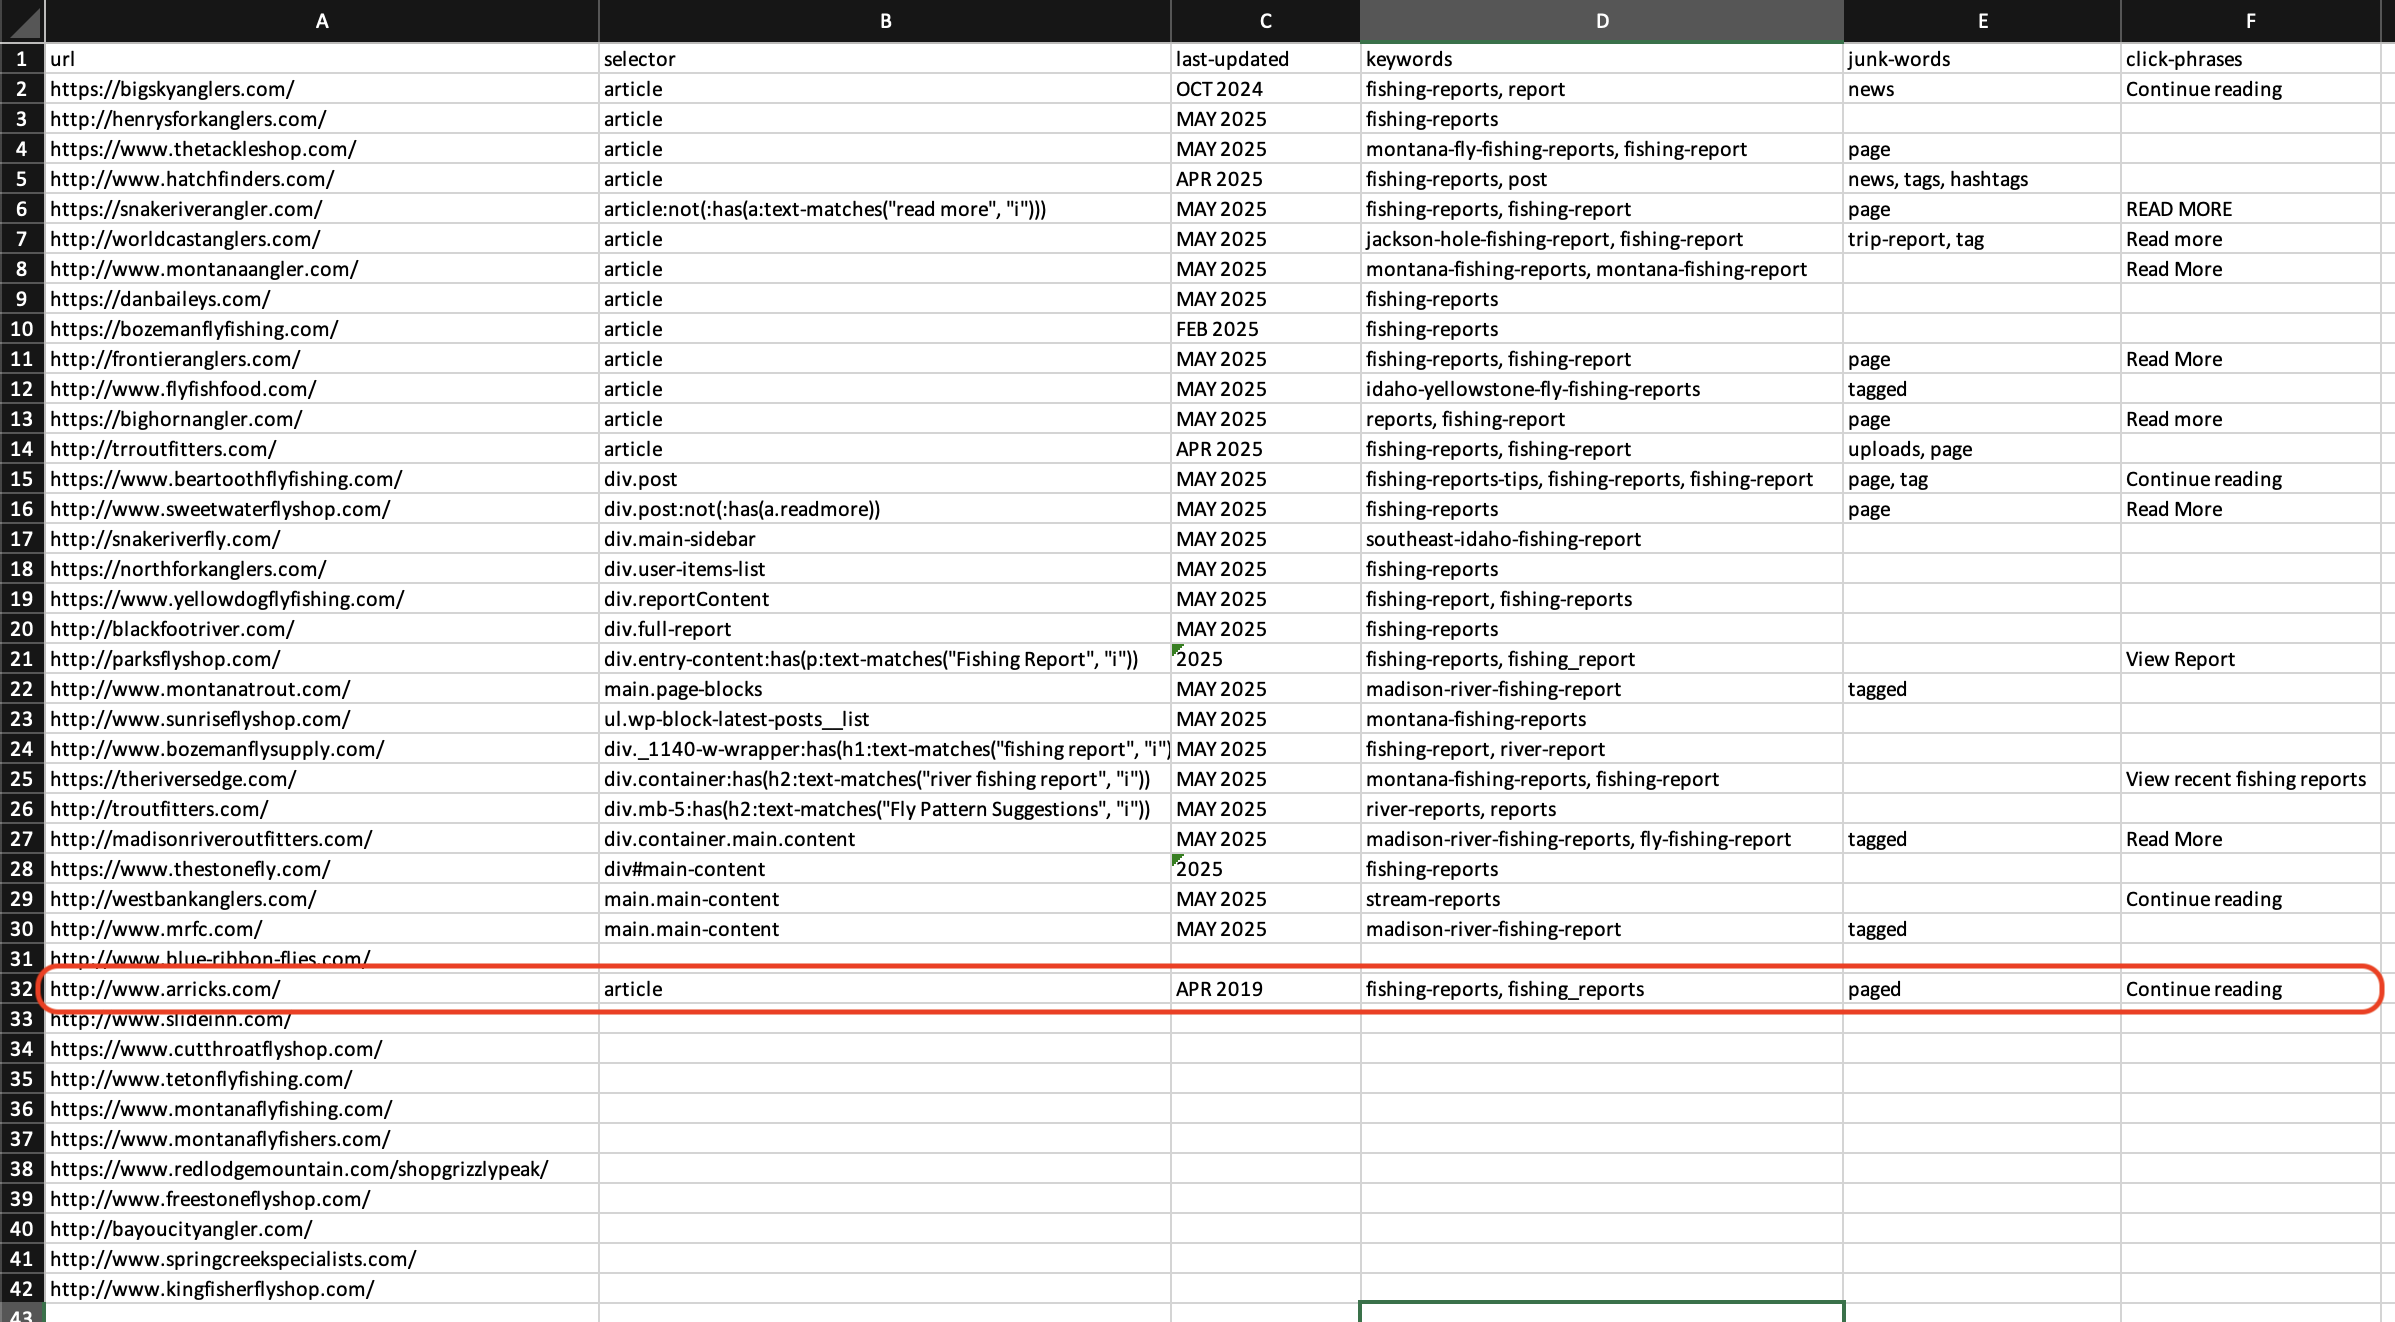 A B C D E F
1 url selector last-updated keywords junk-words click-phrases
2 https://bigskyanglers.com/ article OCT 2024 fishing-reports, report news Continue reading
3 http://henrysforkanglers.com/ article MAY 2025 fishing-reports
4 https://www.thetackleshop.com/ article MAY 2025 montana-fly-fishing-reports, fishing-report page
5 http://www.hatchfinders.com/ article APR 2025 fishing-reports, post news, tags, hashtags
6 https://snakeriverangler.com/ article:not(:has(a:text-matches("read more", "i"))) MAY 2025 fishing-reports, fishing-report page READ MORE
7 http://worldcastanglers.com/ article MAY 2025 jackson-hole-fishing-report, fishing-report trip-report, tag Read more
8 http://www.montanaangler.com/ article MAY 2025 montana-fishing-reports, montana-fishing-report Read More
9 https://danbaileys.com/ article MAY 2025 fishing-reports
10 https://bozemanflyfishing.com/ article FEB 2025 fishing-reports
11 http://frontieranglers.com/ article MAY 2025 fishing-reports, fishing-report page Read More
12 http://www.flyfishfood.com/ article MAY 2025 idaho-yellowstone-fly-fishing-reports tagged
13 https://bighornangler.com/ article MAY 2025 reports, fishing-report page Read more
14 http://trroutfitters.com/ article APR 2025 fishing-reports, fishing-report uploads, page
15 https://www.beartoothflyfishing.com/ div.post MAY 2025 fishing-reports-tips, fishing-reports, fishing-report page, tag Continue reading
16 http://www.sweetwaterflyshop.com/ div.post:not(:has(a.readmore)) MAY 2025 fishing-reports page Read More
17 http://snakeriverfly.com/ div.main-sidebar MAY 2025 southeast-idaho-fishing-report
18 https://northforkanglers.com/ div.user-items-list MAY 2025 fishing-reports
19 https://www.yellowdogflyfishing.com/ div.reportContent MAY 2025 fishing-report, fishing-reports
20 http://blackfootriver.com/ div.full-report MAY 2025 fishing-reports
21 http://parksflyshop.com/ div.entry-content:has(p:text-matches("Fishing Report", "i")) 2025 fishing-reports, fishing_report View Report
22 http://www.montanatrout.com/ main.page-blocks MAY 2025 madison-river-fishing-report tagged
23 http://www.sunriseflyshop.com/ ul.wp-block-latest-posts__list MAY 2025 montana-fishing-reports
24 http://www.bozemanflysupply.com/ div._1140-w-wrapper:has(h1:text-matches("fishing report", "i") MAY 2025 fishing-report, river-report
25 https://theriversedge.com/ div.container:has(h2:text-matches("river fishing report", "i")) MAY 2025 montana-fishing-reports, fishing-report View recent fishing reports
26 http://troutfitters.com/ div.mb-5:has(h2:text-matches("Fly Pattern Suggestions", "i")) MAY 2025 river-reports, reports
27 http://madisonriveroutfitters.com/ div.container.main.content MAY 2025 madison-river-fishing-reports, fly-fishing-report tagged Read More
28 https://www.thestonefly.com/ div#main-content 2025 fishing-reports
29 http://westbankanglers.com/ main.main-content MAY 2025 stream-reports Continue reading
30 http://www.mrfc.com/ main.main-content MAY 2025 madison-river-fishing-report tagged
31 http://www.blue-ribbon-flies.com/
32 http://www.arricks.com/ article APR 2019 fishing-reports, fishing_reports paged Continue reading
33 http://www.slideinn.com/
34 https://www.cutthroatflyshop.com/
35 http://www.tetonflyfishing.com/
36 https://www.montanaflyfishing.com/
37 https://www.montanaflyfishers.com/
38 https://www.redlodgemountain.com/shopgrizzlypeak/
39 http://www.freestoneflyshop.com/
40 http://bayoucityangler.com/
41 http://www.springcreekspecialists.com/
42 http://www.kingfisherflyshop.com/
43